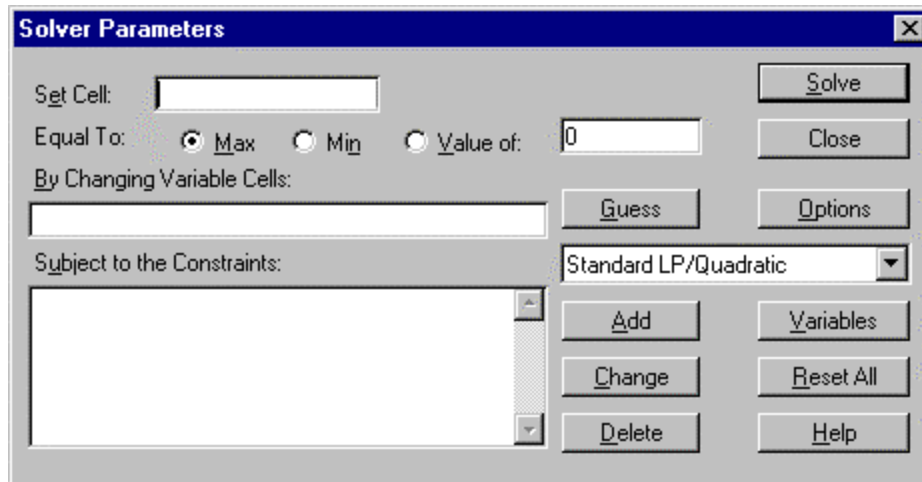 Solver Parameters
Set Cell:
Solve
Equal To: Max Min Value of: 0
Close
By Changing Variable Cells:
Guess
Options
Subject to the Constraints:
Standard LP/Quadratic
Add
Variables
Change
Reset All
Delete
Help